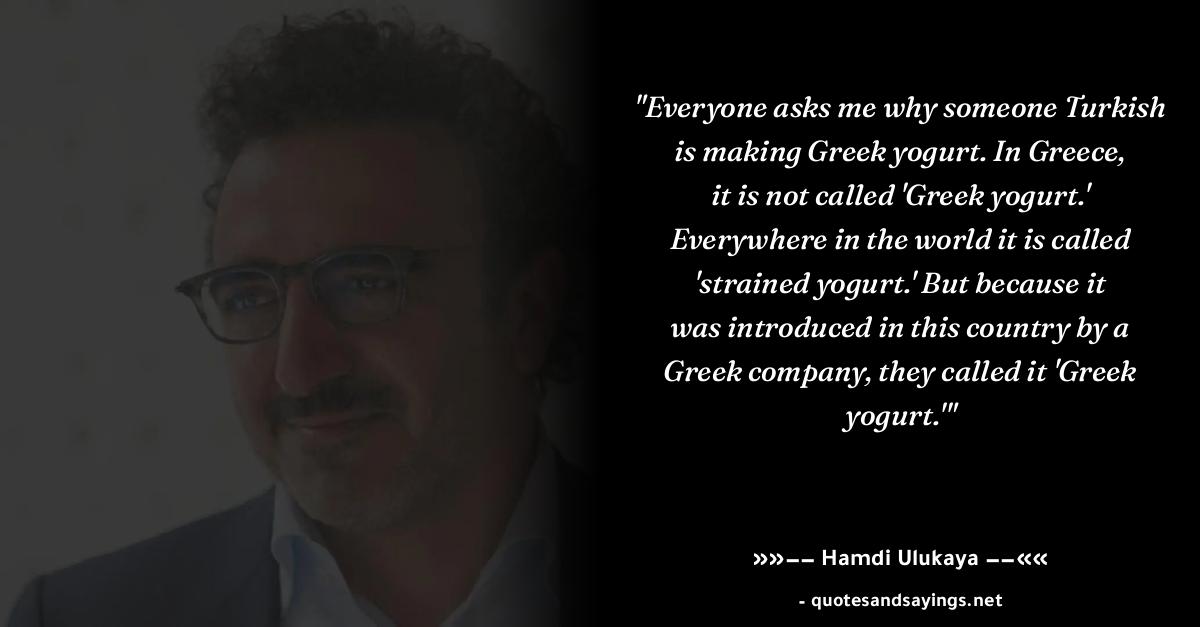 "Everyone asks me why someone Turkish
is making Greek yogurt. In Greece,
it is not called 'Greek yogurt.'
Everywhere in the world it is called
'strained yogurt.' But because it
was introduced in this country by a
Greek company, they called it 'Greek
yogurt.'"
»»–– Hamdi Ulukaya ––««
- quotesandsayings.net